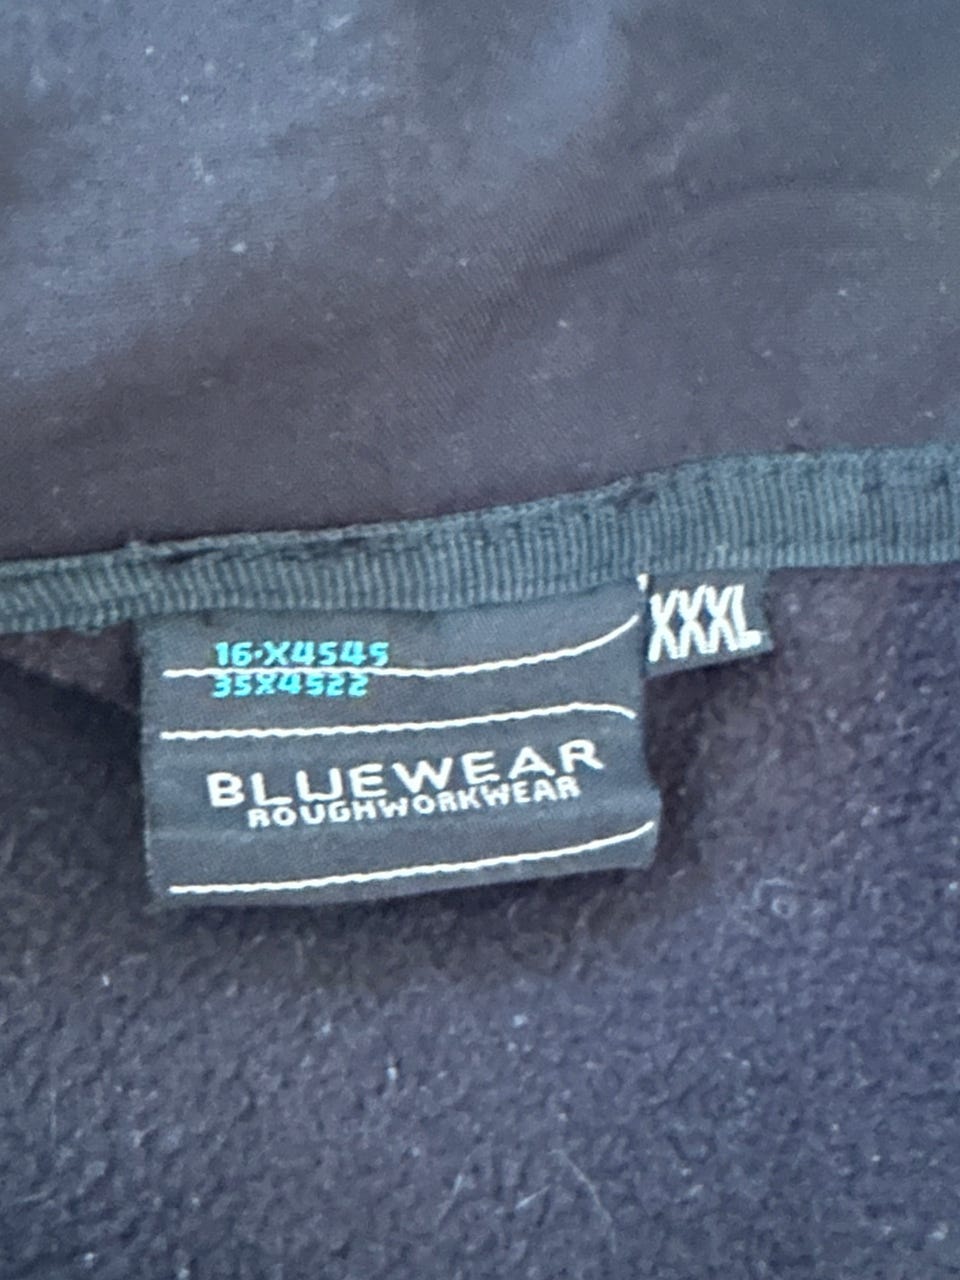 16·X4545
35X4522
XXXL
BLUEWEAR
ROUGHWORKWEAR